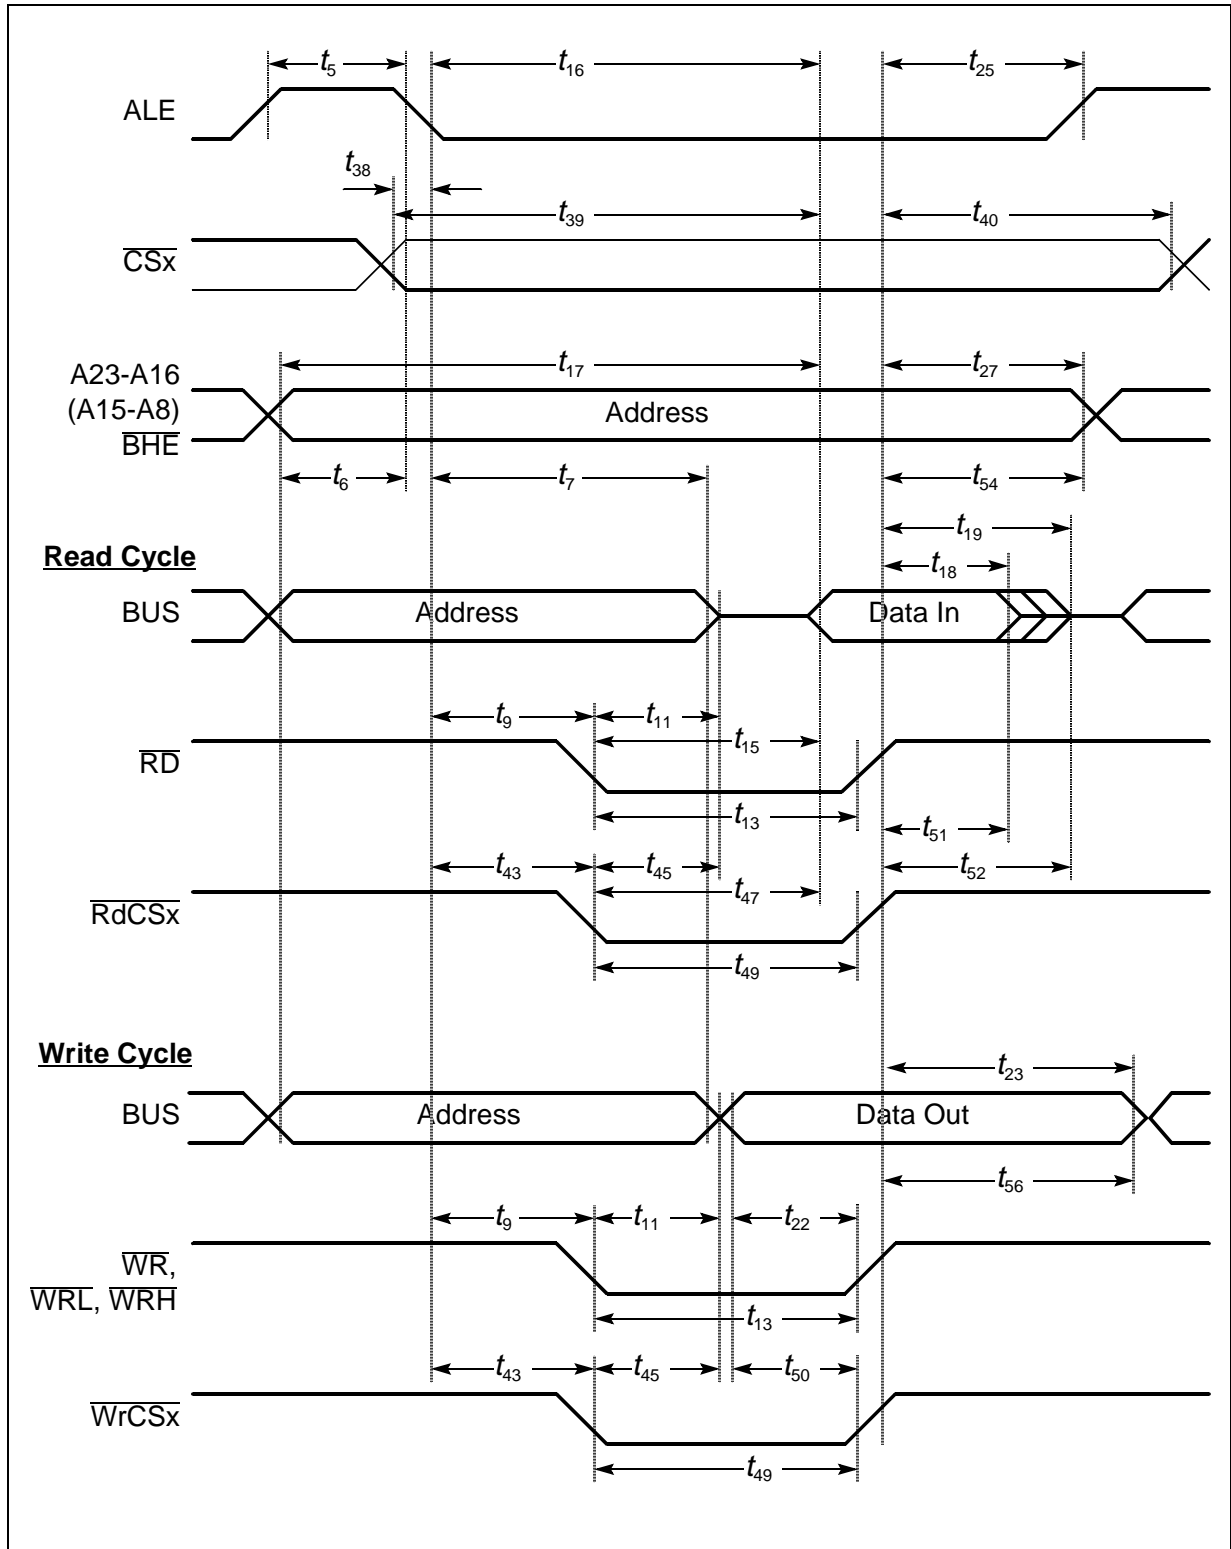 t5 t16 t25
ALE
t38
t39 t40
CSx
t17 t27
A23-A16
(A15-A8)
BHE
Address
t6 t7 t54
t19
Read Cycle
t18
BUS Address Data In
t9 t11
t15
RD
t13
t51
t43 t45 t52
t47
RdCSx
t49
Write Cycle
t23
BUS Address Data Out
t56
t9 t11 t22
WR,
WRL, WRH
t13
t43 t45 t50
WrCSx
t49